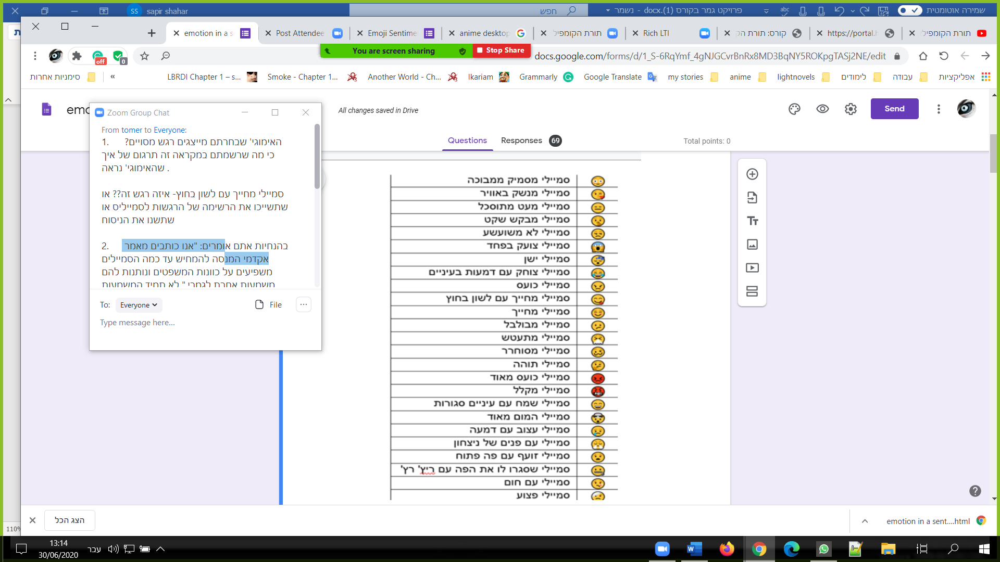 sapir shahar
חפש
פרויקט גמר בקורס (1).docx - נשמר
שמירה אוטומטית
emotion in a s
Post Attendee
Emoji Sentime
anime desktop
תורת הקומפיל
Rich LTI
קורס: תורת הק
https://portal.h
תורת הקומפילי
You are screen sharing
Stop Share
docs.google.com/forms/d/1_S-6RqYmf_4gNJGCvrBnRx8MD3BqNY5ROKpgTASj2NE/edit
off
0
סימניות אחרות
«
LBRDI Chapter 1 – s...
Smoke - Chapter 1...
Another World - Ch...
Ikariam
Grammarly
Google Translate
my stories
anime
lightnovels
לימודים
עבודה
אפליקציות
emo
All changes saved in Drive
Send
Questions
Responses 69
Total points: 0
Zoom Group Chat
From tomer to Everyone:
1. האימוגי' שבחרתם מייצגים רגש מסויים?
כי מה שרשמתם במקראה זה תרגום של איך
שהאימוגי' נראה .
סמיילי מחייך עם לשון בחוץ- איזה רגש זה?? או
שתשייכו את הרשימה של הרגשות לסמייליס או
שתשנו את הניסוח
2. בהנחיות אתם אומרים: "אנו כותבים מאמר
אקדמי המנסה להמחיש עד כמה הסמיילים
משפיעים על כוונות המשפטים ונותנות להם
משמעות אחרת לגמרי " לא תמיד המשמעות
To: Everyone
File
Type message here...
סמיילי מסמיק ממבוכה
סמיילי מנשק באוויר
סמיילי מעט מתוסכל
סמיילי מבקש שקט
סמיילי לא משועשע
סמיילי צועק בפחד
סמיילי ישן
סמיילי צוחק עם דמעות בעיניים
סמיילי כועס
סמיילי מחייך עם לשון בחוץ
סמיילי מחייך
סמיילי מבולבל
סמיילי מתעטש
סמיילי מסוחרר
סמיילי תוהה
סמיילי כועס מאוד
סמיילי מקלל
סמיילי שמח עם עיניים סגורות
סמיילי המום מאוד
סמיילי עצוב עם דמעה
סמיילי עם פנים של ניצחון
סמיילי זועף עם פה פתוח
סמיילי שסגרו לו את הפה עם ריץ' רץ'
סמיילי עם חום
סמיילי פצוע
הצג הכל
emotion in a sent....html
110%
13:14
30/06/2020
עבר